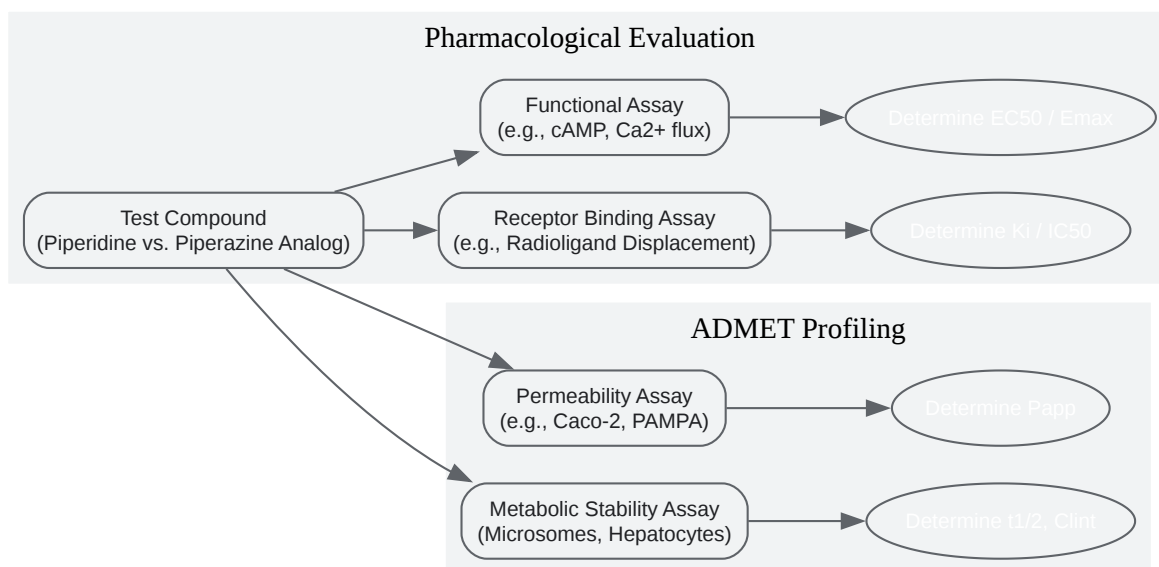 Pharmacological Evaluation
Functional Assay
(e.g., cAMP, Ca2+ flux)
Determine EC50 / Emax
Test Compound
(Piperidine vs. Piperazine Analog)
Receptor Binding Assay
(e.g., Radioligand Displacement)
Determine Ki / IC50
ADMET Profiling
Permeability Assay
(e.g., Caco-2, PAMPA)
Determine Papp
Metabolic Stability Assay
(Microsomes, Hepatocytes)
Determine t1/2, Clint